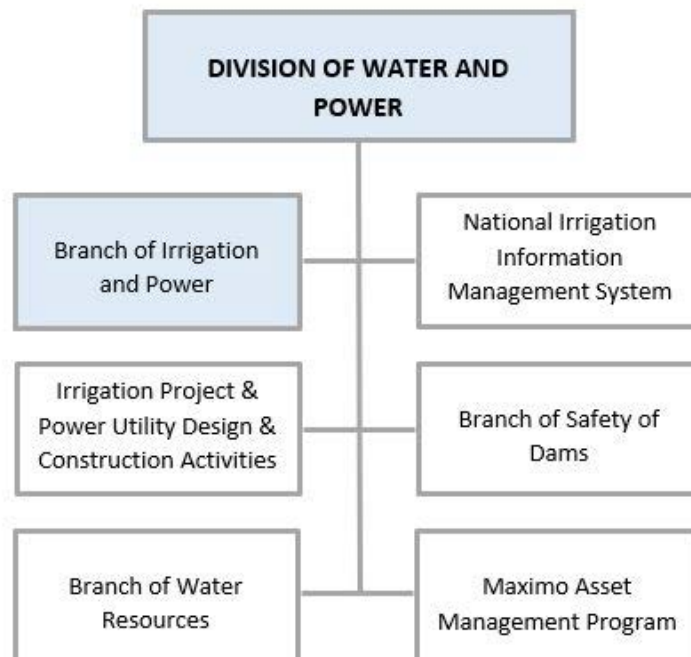 DIVISION OF WATER AND
POWER
Branch of Irrigation
and Power
National Irrigation
Information
Management System
Irrigation Project &
Power Utility Design &
Construction Activities
Branch of Safety of
Dams
Branch of Water
Resources
Maximo Asset
Management Program